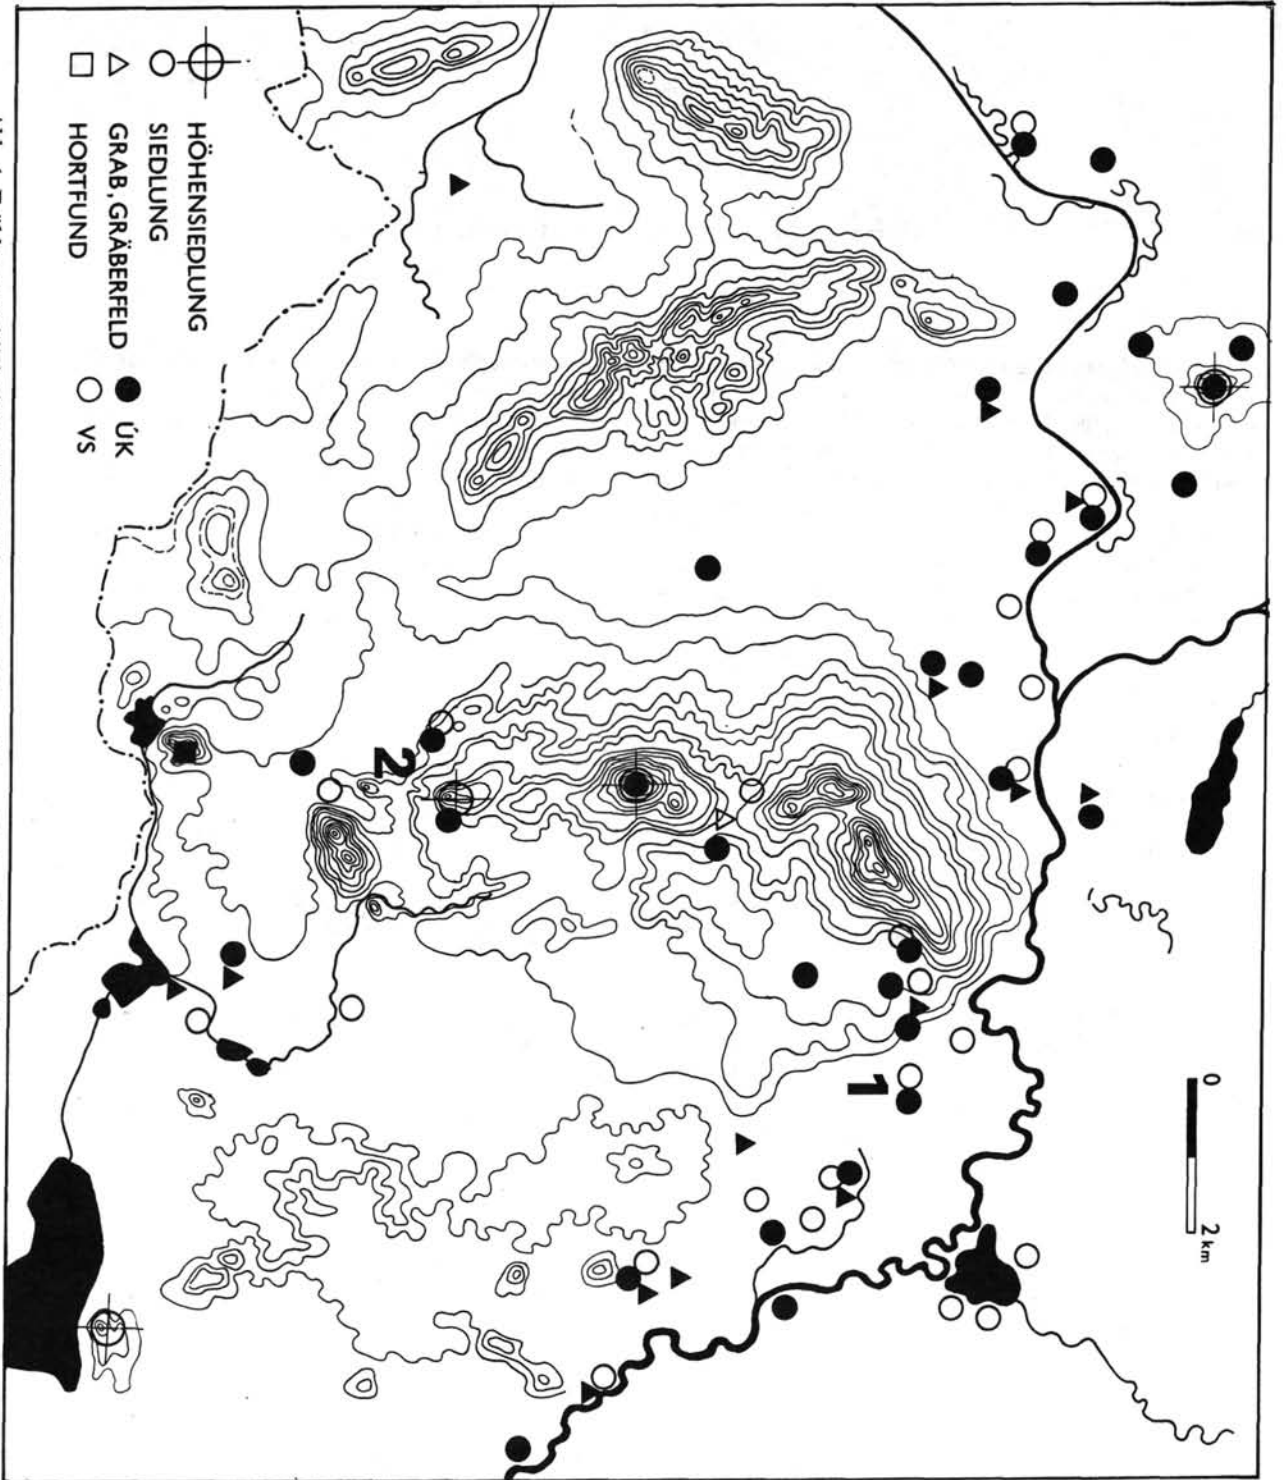 HÖHENSIEDLUNG
SIEDLUNG
GRAB, GRÄBERFELD
HORTFUND
ÚK
VS
1
2
0
2 km